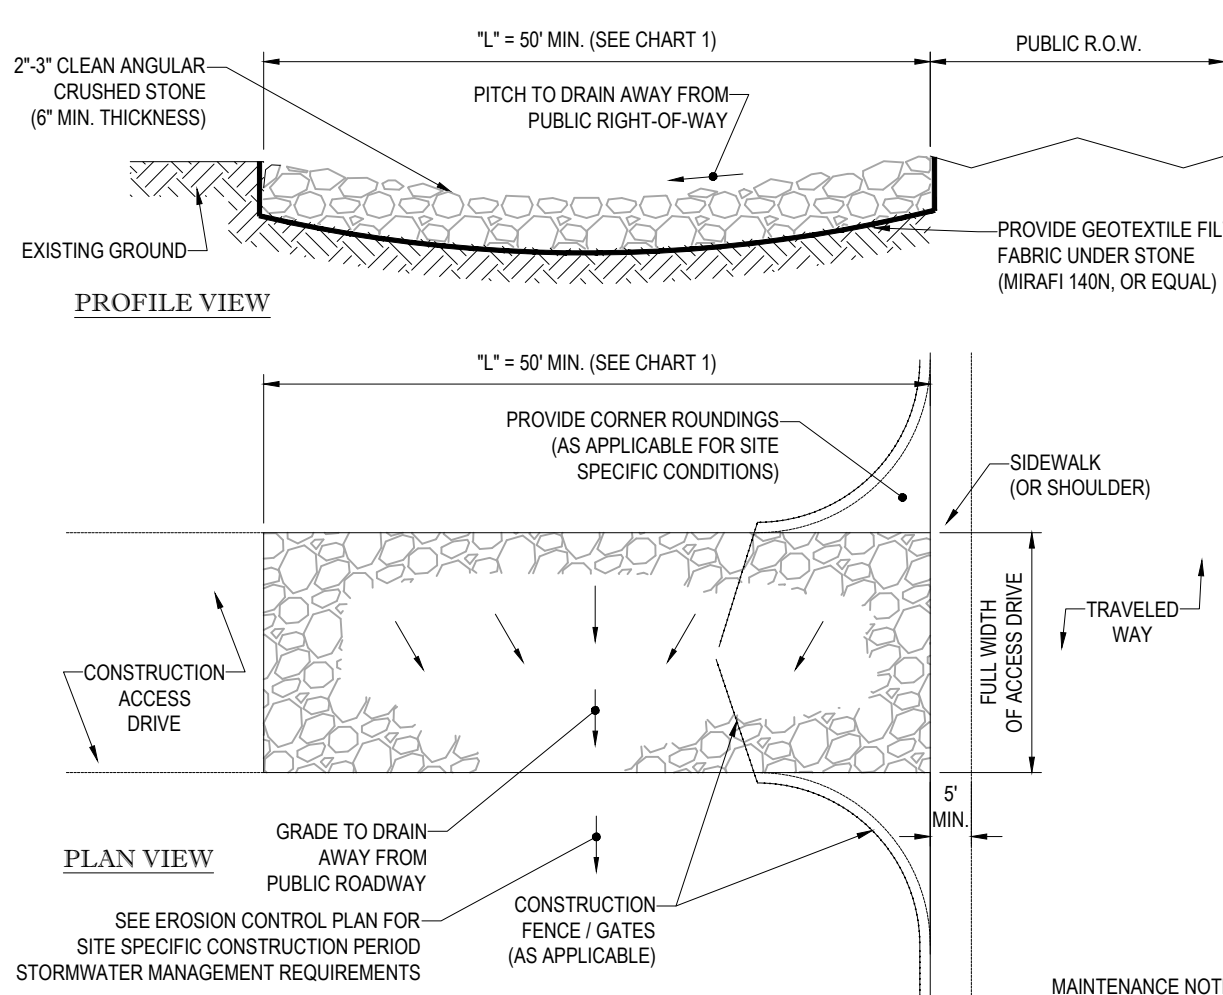 "L" = 50' MIN. (SEE CHART 1)
PUBLIC R.O.W.
2"-3" CLEAN ANGULAR
CRUSHED STONE
(6" MIN. THICKNESS)
PITCH TO DRAIN AWAY FROM
PUBLIC RIGHT-OF-WAY
EXISTING GROUND
PROVIDE GEOTEXTILE FIL
FABRIC UNDER STONE
(MIRAFI 140N, OR EQUAL)
PROFILE VIEW
"L" = 50' MIN. (SEE CHART 1)
PROVIDE CORNER ROUNDINGS
(AS APPLICABLE FOR SITE
SPECIFIC CONDITIONS)
SIDEWALK
(OR SHOULDER)
FULL WIDTH
OF ACCESS DRIVE
TRAVELED
WAY
CONSTRUCTION
ACCESS
DRIVE
5'
MIN.
GRADE TO DRAIN
AWAY FROM
PUBLIC ROADWAY
PLAN VIEW
SEE EROSION CONTROL PLAN FOR
SITE SPECIFIC CONSTRUCTION PERIOD
STORMWATER MANAGEMENT REQUIREMENTS
CONSTRUCTION
FENCE / GATES
(AS APPLICABLE)
MAINTENANCE NOT